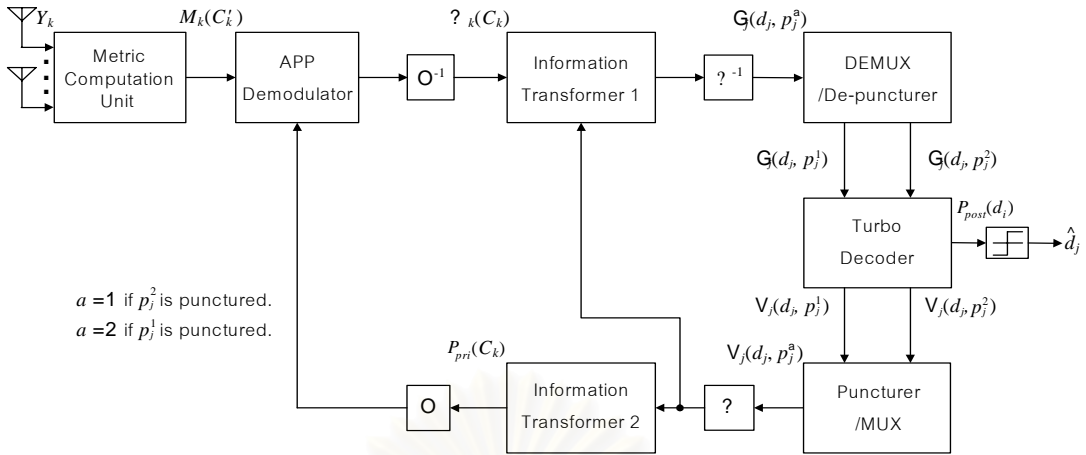 Y_k
M_k(C'_k)
? _k(C_k)
G_j(d_j, p_j^a)
Metric
Computation
Unit
APP
Demodulator
O^-1
Information
Transformer 1
? ^-1
DEMUX
/De-puncturer
G_j(d_j, p_j^1)
G_j(d_j, p_j^2)
Turbo
Decoder
P_post(d_i)
d̂_j
a =1 if p_j^2 is punctured.
a =2 if p_j^1 is punctured.
V_j(d_j, p_j^1)
V_j(d_j, p_j^2)
P_pri(C_k)
V_j(d_j, p_j^a)
O
Information
Transformer 2
?
Puncturer
/MUX